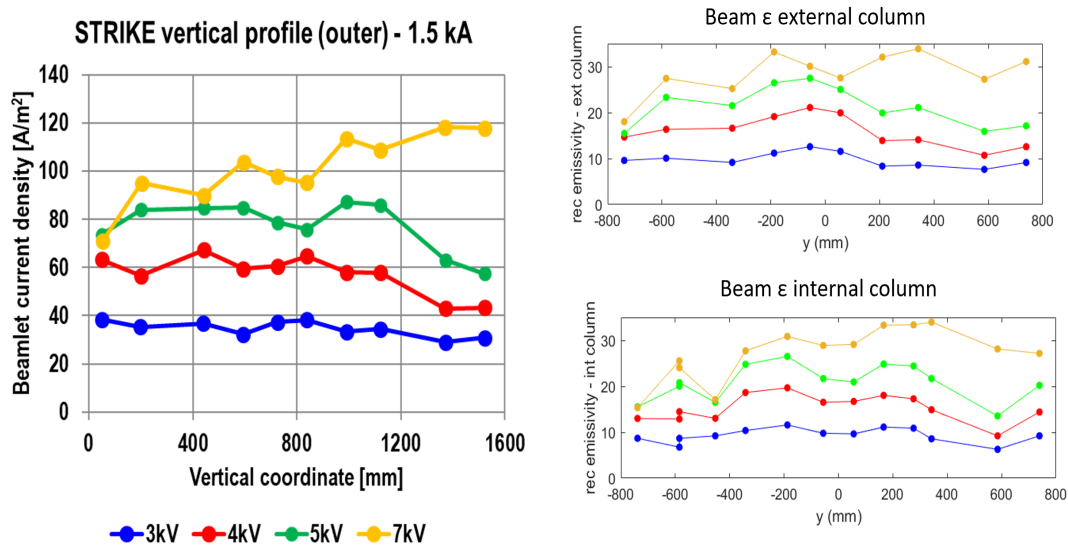 STRIKE vertical profile (outer) - 1.5 kA
Beamlet current density [A/m²]
140
120
100
80
60
40
20
0
0 400 800 1200 1600
Vertical coordinate [mm]
3kV 4kV 5kV 7kV
Beam ε external column
rec emissivity - ext column
30
20
10
0
-800 -600 -400 -200 0 200 400 600 800
y (mm)
Beam ε internal column
rec emissivity - int column
30
20
10
0
-800 -600 -400 -200 0 200 400 600 800
y (mm)